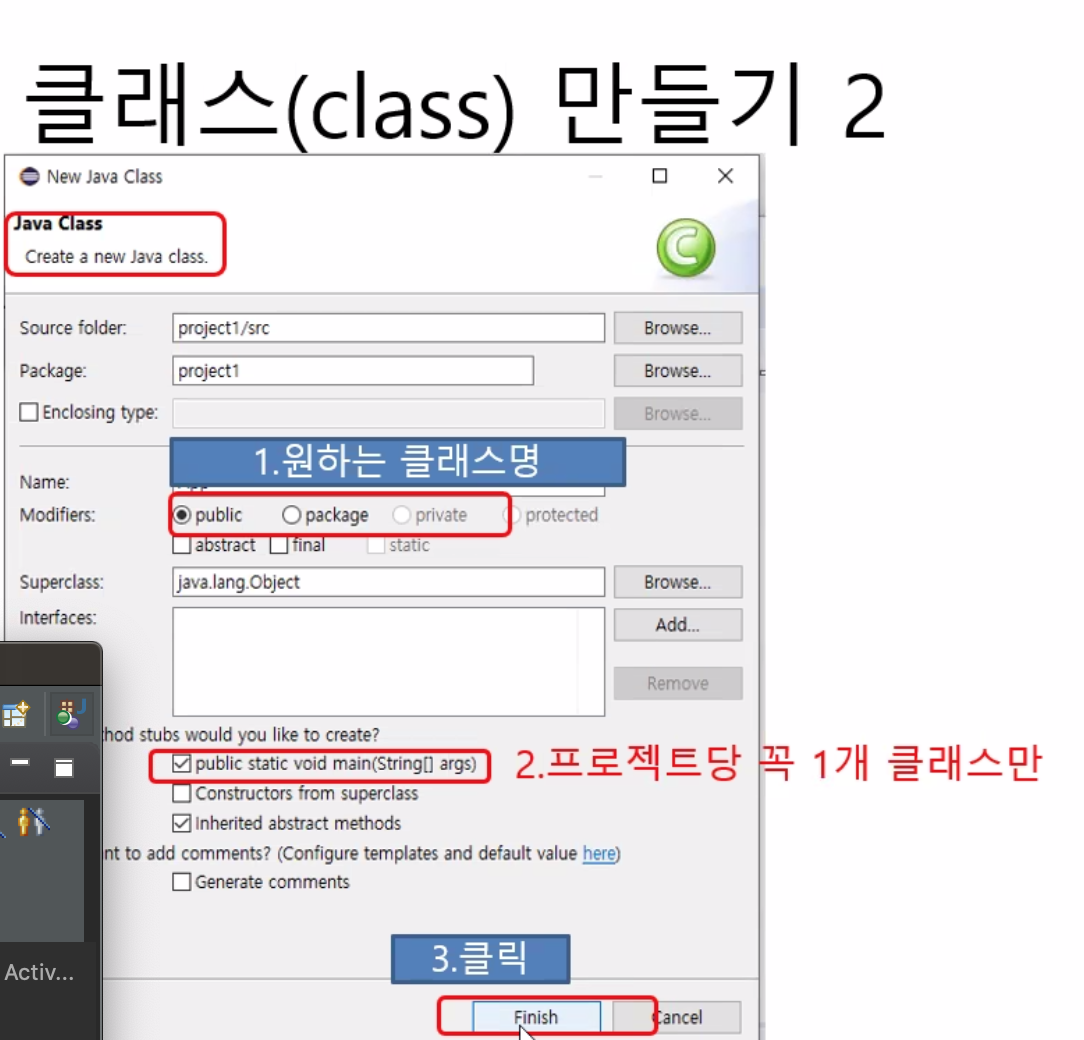 클래스(class) 만들기 2
New Java Class
Java Class
Create a new Java class.
Source folder: project1/src Browse...
Package: project1 Browse...
Enclosing type: Browse...
1.원하는 클래스명
Name:
Modifiers: public package private protected
abstract final static
Superclass: java.lang.Object Browse...
Interfaces: Add...
Remove
stubs would you like to create?
public static void main(String[] args) 2.프로젝트당 꼭 1개 클래스만
Constructors from superclass
Inherited abstract methods
to add comments? (Configure templates and default value here)
Generate comments
3.클릭
Activ...
Finish Cancel